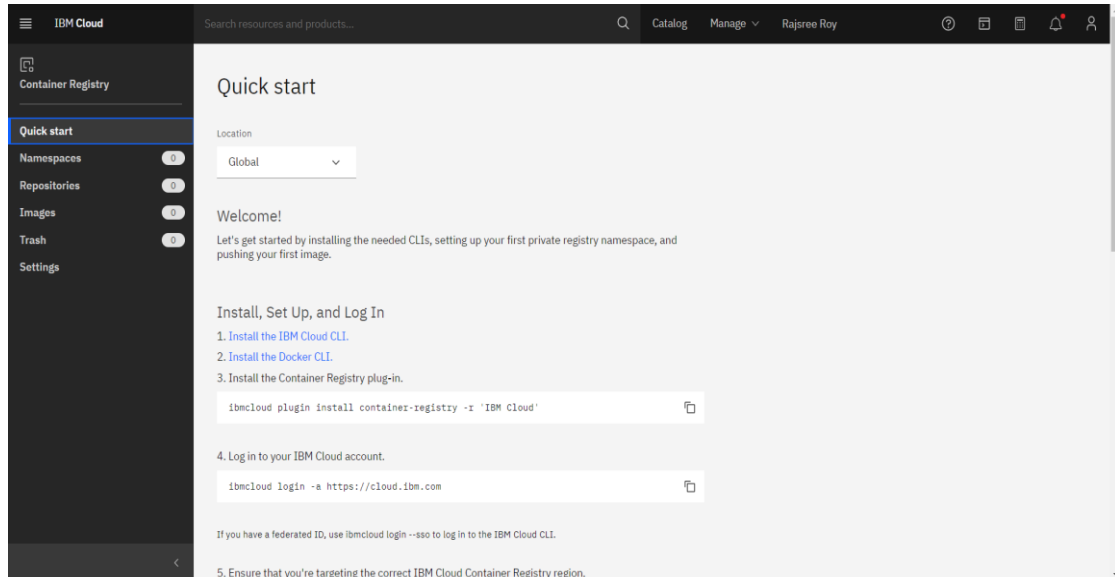 IBM Cloud
Search resources and products...
Catalog
Manage
Rajsree Roy
Container Registry
Quick start
Namespaces 0
Repositories 0
Images 0
Trash 0
Settings
Quick start
Location
Global
Welcome!
Let's get started by installing the needed CLIs, setting up your first private registry namespace, and
pushing your first image.
Install, Set Up, and Log In
1. Install the IBM Cloud CLI.
2. Install the Docker CLI.
3. Install the Container Registry plug-in.
ibmcloud plugin install container-registry -r 'IBM Cloud'
4. Log in to your IBM Cloud account.
ibmcloud login -a https://cloud.ibm.com
If you have a federated ID, use ibmcloud login --sso to log in to the IBM Cloud CLI.
5. Ensure that you're targeting the correct IBM Cloud Container Registry region.